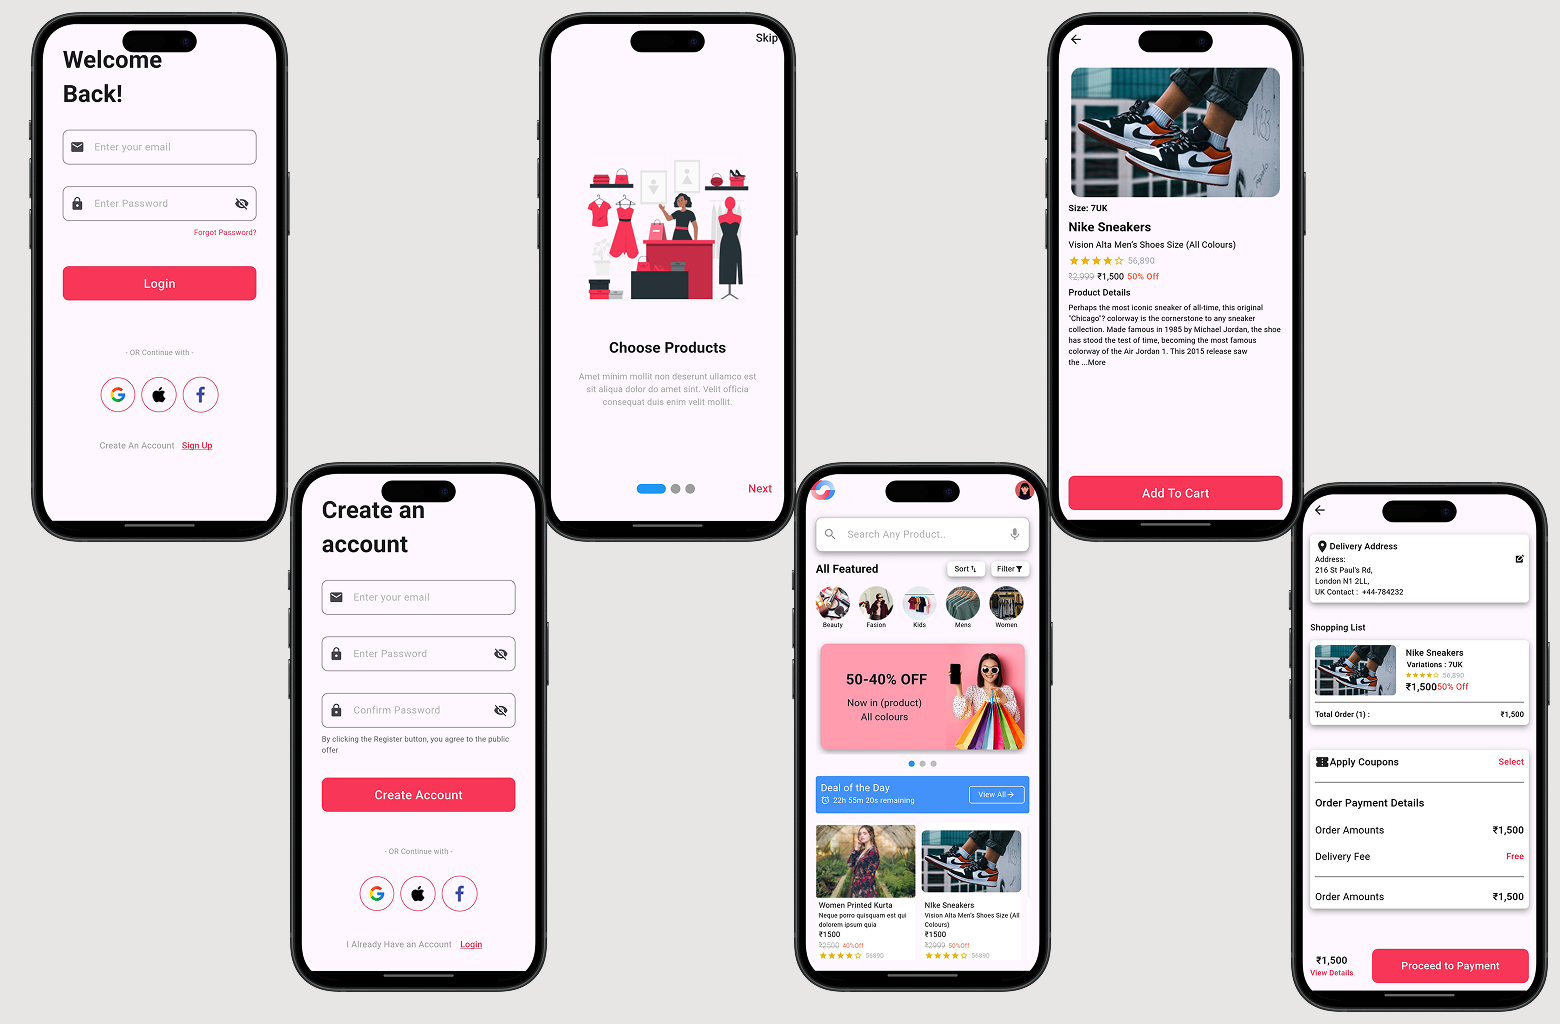 Welcome
Back!
Enter your email
Enter Password
Forgot Password?
Login
- OR Continue with -
Create An Account Sign Up
Create an
account
Enter your email
Enter Password
Confirm Password
By clicking the Register button, you agree to the public
offer
Create Account
- OR Continue with -
I Already Have an Account Login
Skip
Choose Products
Amet minim mollit non deserunt ullamco est
sit aliqua dolor do amet sint. Velit officia
consequat duis enim velit mollit.
Next
Search Any Product..
All Featured
Sort
Filter
Beauty
Fasion
Kids
Mens
Women
50-40% OFF
Now in (product)
All colours
Deal of the Day
22h 55m 20s remaining
View All
Women Printed Kurta
Neque porro quisquam est qui
dolorem ipsum quia
₹1500
₹2500 40%Off
56890
NIke Sneakers
Vision Alta Men's Shoes Size (All
Colours)
₹1500
₹2999 50%Off
56890
Size: 7UK
Nike Sneakers
Vision Alta Men's Shoes Size (All Colours)
56,890
₹2,999 ₹1,500 50% Off
Product Details
Perhaps the most iconic sneaker of all-time, this original
"Chicago"? colorway is the cornerstone to any sneaker
collection. Made famous in 1985 by Michael Jordan, the shoe
has stood the test of time, becoming the most famous
colorway of the Air Jordan 1. This 2015 release saw
the ...More
Add To Cart
Delivery Address
Address:
216 St Paul's Rd,
London N1 2LL,
UK Contact : +44-784232
Shopping List
Nike Sneakers
Variations : 7UK
56,890
₹1,50050% Off
Total Order (1) : ₹1,500
Apply Coupons Select
Order Payment Details
Order Amounts ₹1,500
Delivery Fee Free
Order Amounts ₹1,500
₹1,500
View Details
Proceed to Payment